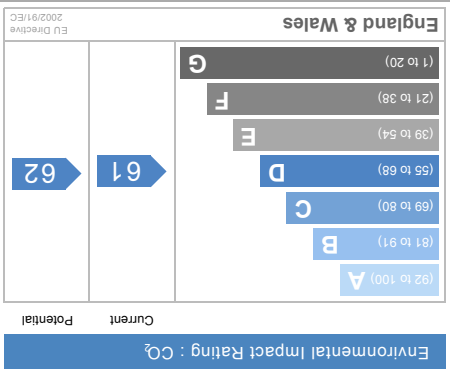 Environmental Impact Rating : CO₂
Current Potential
(92 to 100) A
(81 to 91) B
(69 to 80) C
(55 to 68) D
61 62
(39 to 54) E
(21 to 38) F
(1 to 20) G
England & Wales
EU Directive
2002/91/EC